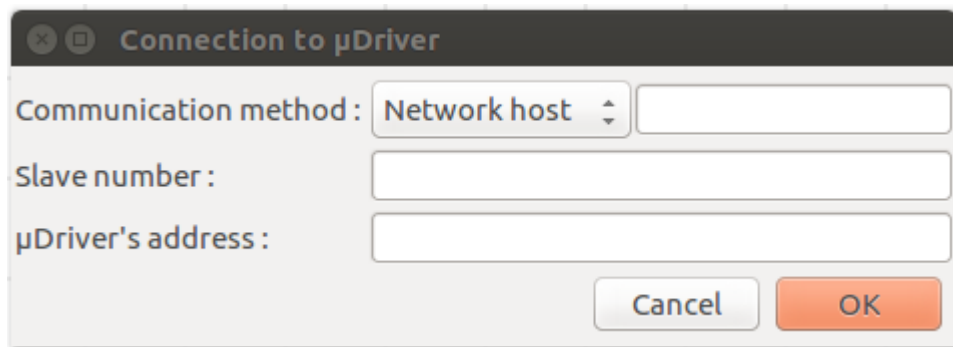 Connection to µDriver
Communication method : Network host
Slave number :
µDriver's address :
Cancel OK